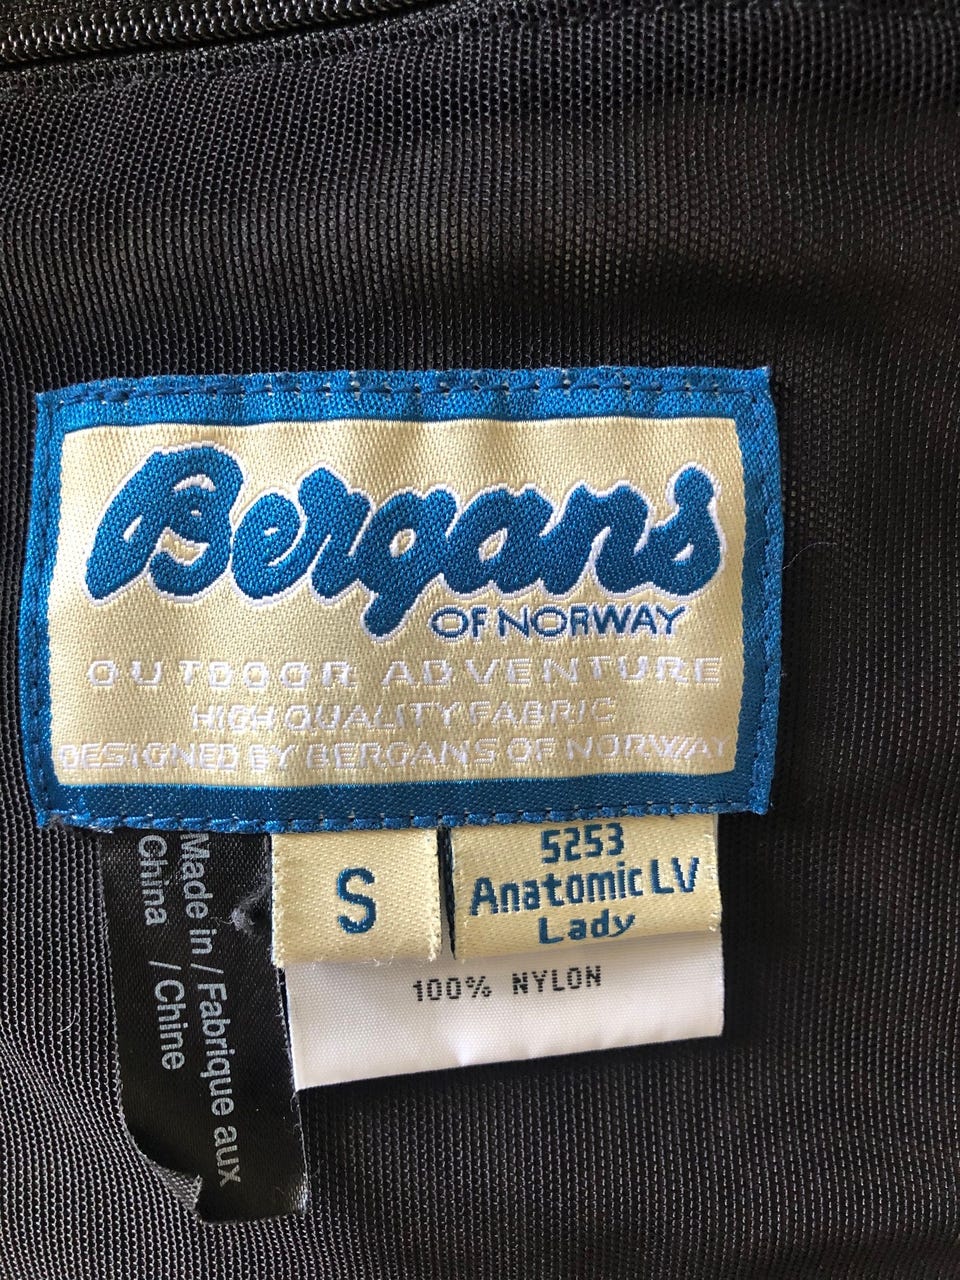 Bergans
OF NORWAY
OUTDOOR ADVENTURE
HIGH QUALITY FABRIC
DESIGNED BY BERGANS OF NORWAY
S
5253
Anatomic LV
Lady
100% NYLON
Made in / Fabrique aux
China / Chine